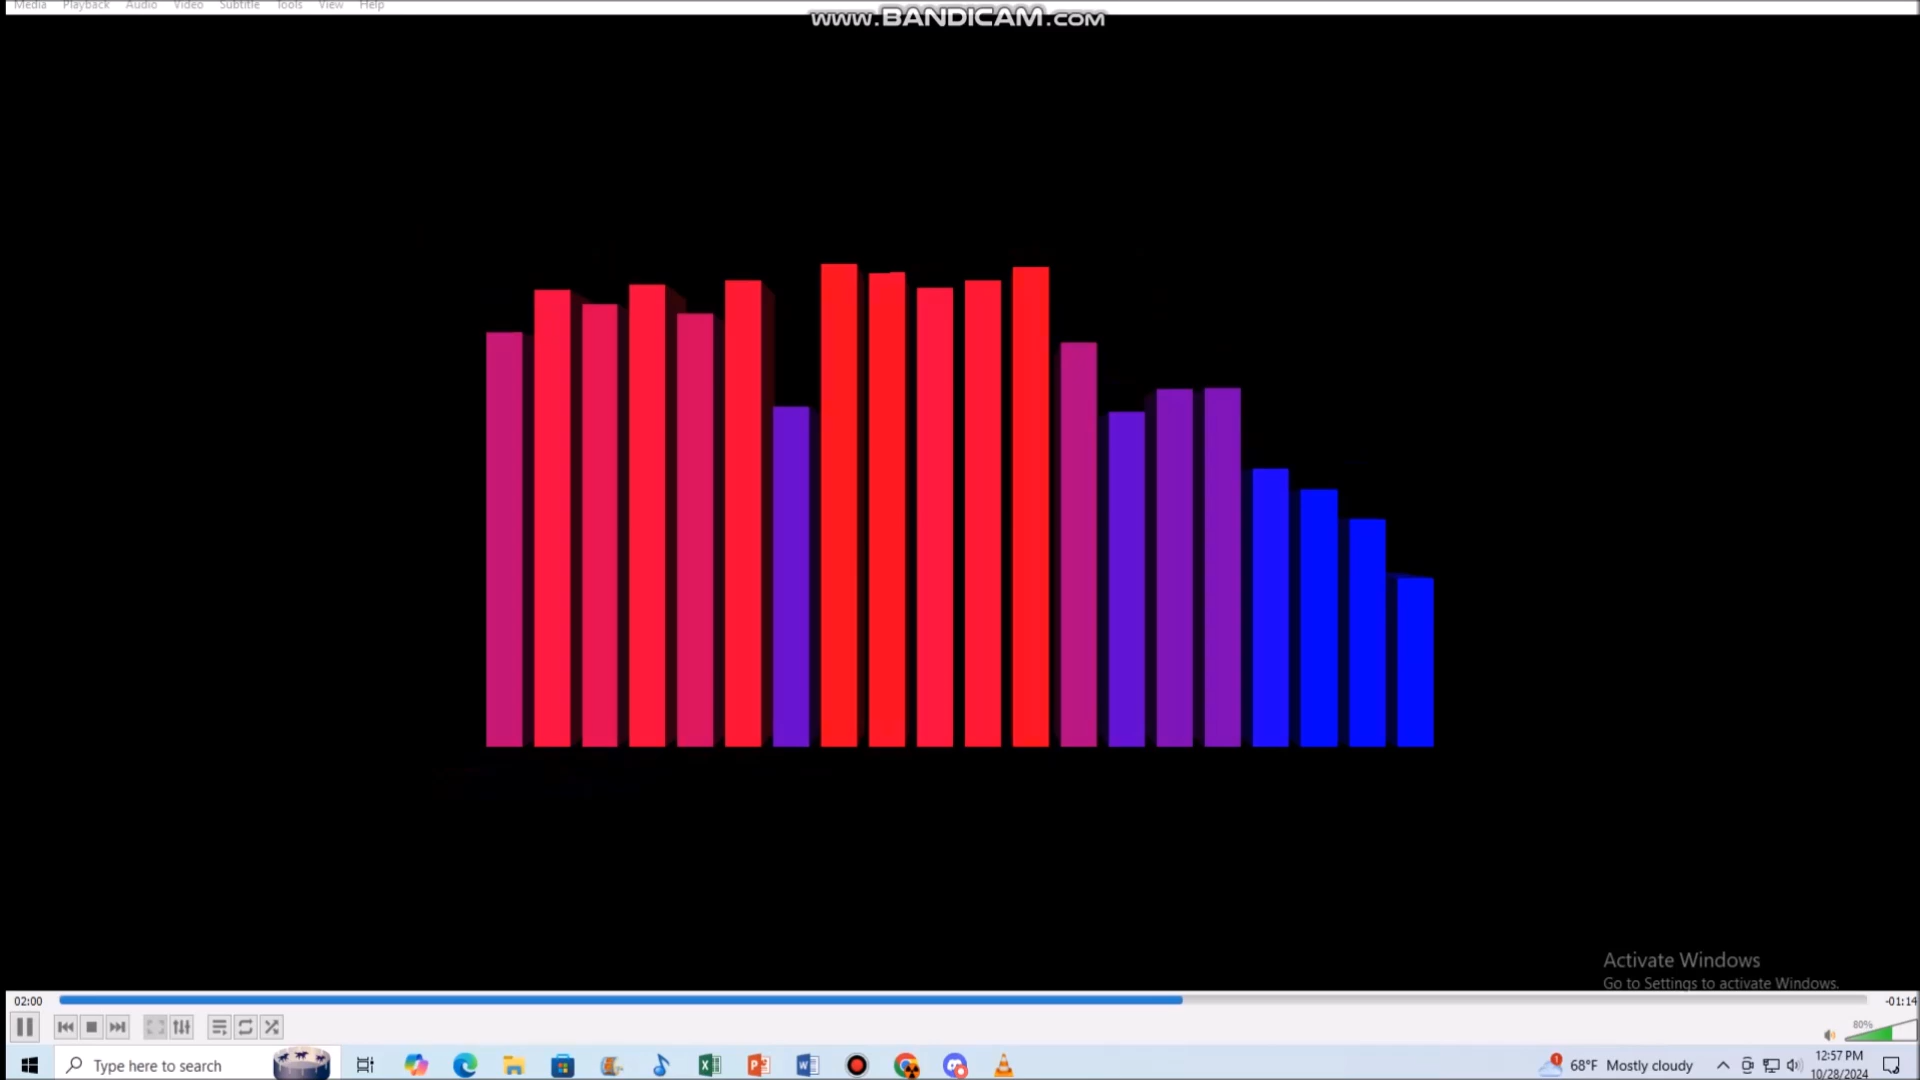 Media Playback Audio Video Subtitle Tools View Help
www.BANDICAM.com
Activate Windows
Go to Settings to activate Windows.
02:00
-01:14
80%
Type here to search
1
68°F Mostly cloudy
12:57 PM
10/28/2024